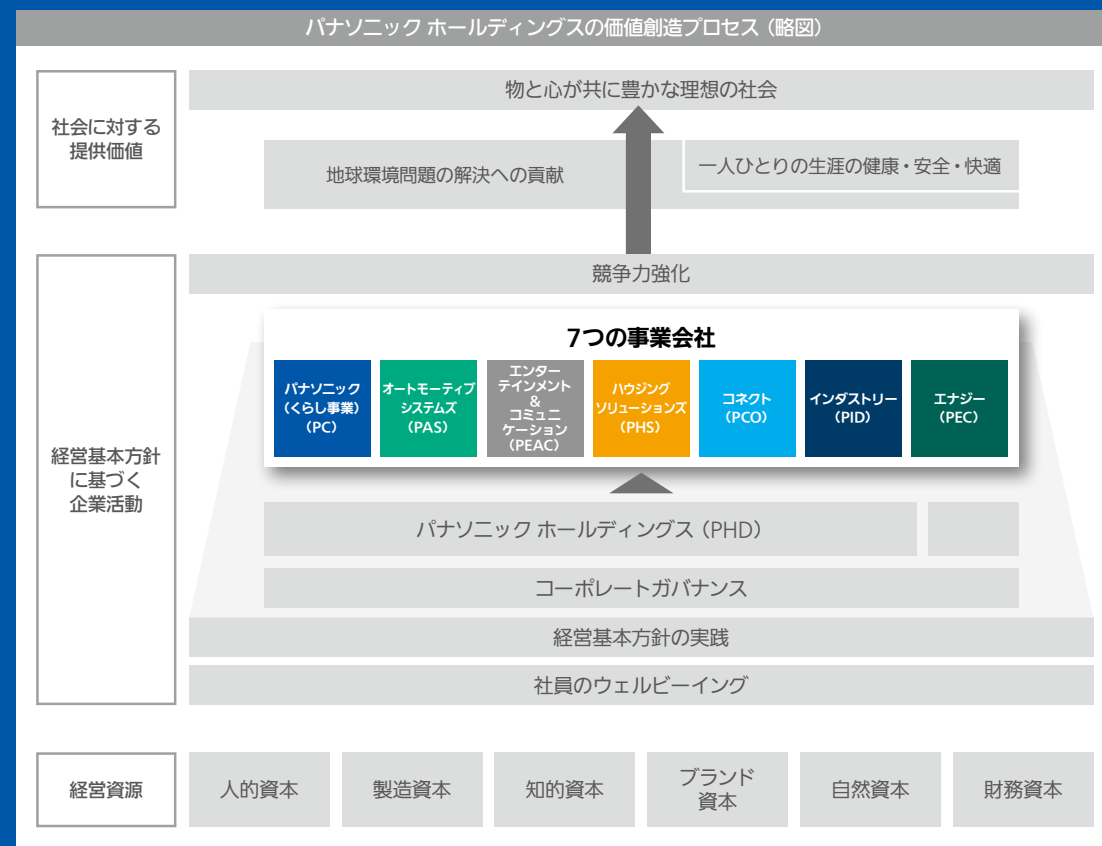 パナソニック ホールディングスの価値創造プロセス（略図）
社会に対する
提供価値
物と心が共に豊かな理想の社会
地球環境問題の解決への貢献
一人ひとりの生涯の健康・安全・快適
経営基本方針
に基づく
企業活動
競争力強化
7つの事業会社
パナソニック
（くらし事業）
（PC）
オートモーティブ
システムズ
（PAS）
エンター
テインメント
&
コミュニ
ケーション
（PEAC）
ハウジング
ソリューションズ
（PHS）
コネクト
（PCO）
インダストリー
（PID）
エナジー
（PEC）
パナソニック ホールディングス（PHD）
コーポレートガバナンス
経営基本方針の実践
社員のウェルビーイング
経営資源
人的資本
製造資本
知的資本
ブランド
資本
自然資本
財務資本